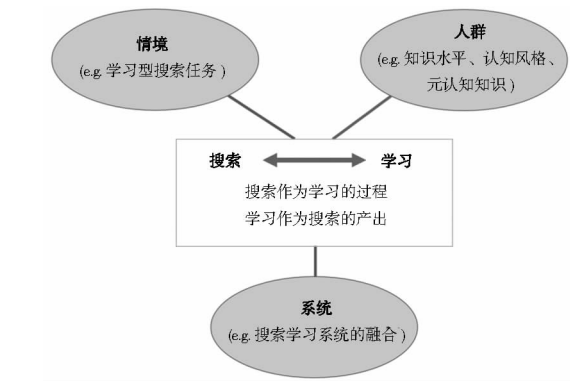 情境
(e.g. 学习型搜索任务)
人群
(e.g. 知识水平、认知风格、
元认知知识)
搜索 学习
搜索作为学习的过程
学习作为搜索的产出
系统
(e.g. 搜索学习系统的融合)